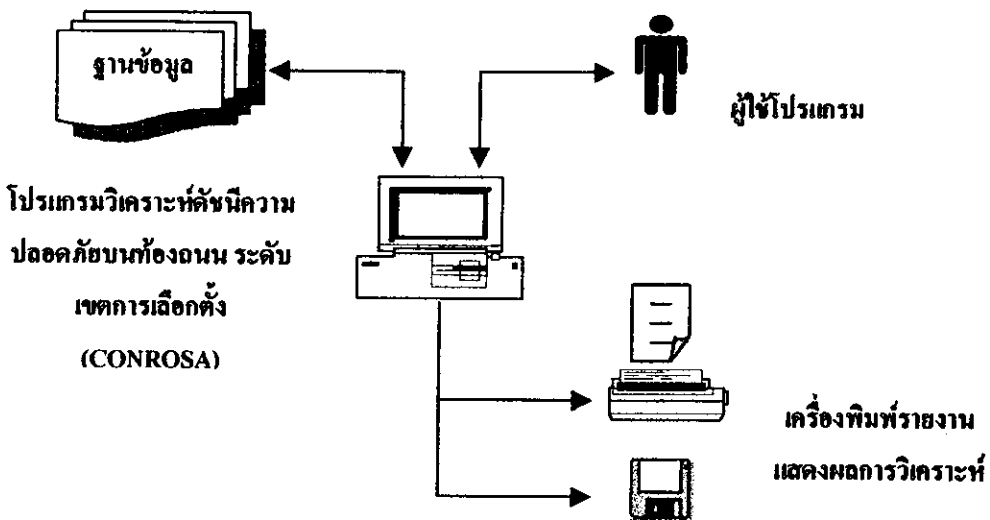 ฐานข้อมูล
ผู้ใช้โปรแกรม
โปรแกรมวิเคราะห์ดัชนีความ
ปลอดภัยบนท้องถนน ระดับ
เขตการเลือกตั้ง
(CONROSA)
เครื่องพิมพ์รายงาน
แสดงผลการวิเคราะห์